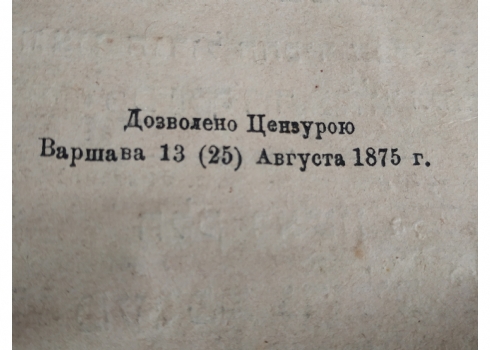 Дозволено Цензурою
Варшава 13 (25) Августа 1875 г.